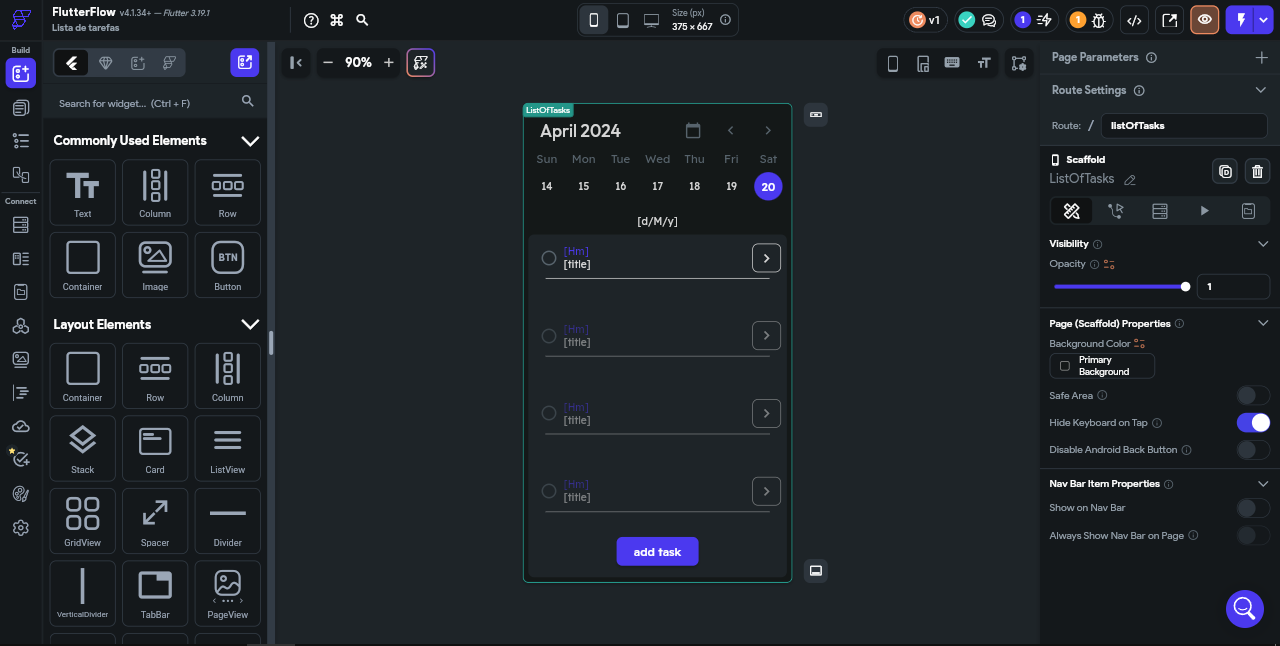 FlutterFlow v4.1.34+ — Flutter 3.19.1
Lista de tarefas
Size (px)
375 × 667
v1
1
1
Build
90%
Page Parameters
Search for widget... (Ctrl + F)
Route Settings
Route: / listOfTasks
Commonly Used Elements
Text
Column
Row
Container
Image
BTN
Button
Connect
Layout Elements
Container
Row
Column
Stack
Card
ListView
GridView
Spacer
Divider
VerticalDivider
TabBar
PageView
ListOfTasks
April 2024
Sun Mon Tue Wed Thu Fri Sat
14 15 16 17 18 19 20
[d/M/y]
[Hm]
[title]
[Hm]
[title]
[Hm]
[title]
[Hm]
[title]
add task
Scaffold
ListOfTasks
Visibility
Opacity
1
Page (Scaffold) Properties
Background Color
Primary
Background
Safe Area
Hide Keyboard on Tap
Disable Android Back Button
Nav Bar Item Properties
Show on Nav Bar
Always Show Nav Bar on Page